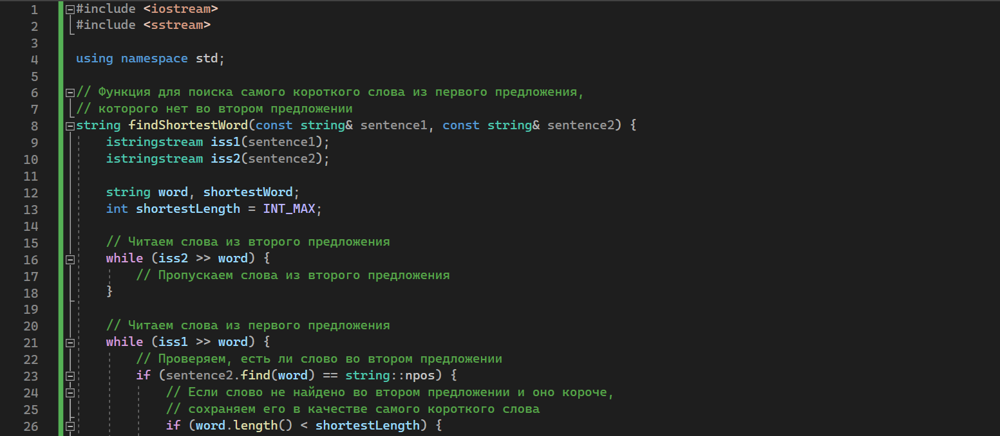 1 #include <iostream>
2 #include <sstream>
3
4 using namespace std;
5
6 // Функция для поиска самого короткого слова из первого предложения,
7 // которого нет во втором предложении
8 string findShortestWord(const string& sentence1, const string& sentence2) {
9     istringstream iss1(sentence1);
10     istringstream iss2(sentence2);
11
12     string word, shortestWord;
13     int shortestLength = INT_MAX;
14
15     // Читаем слова из второго предложения
16     while (iss2 >> word) {
17         // Пропускаем слова из второго предложения
18     }
19
20     // Читаем слова из первого предложения
21     while (iss1 >> word) {
22         // Проверяем, есть ли слово во втором предложении
23         if (sentence2.find(word) == string::npos) {
24             // Если слово не найдено во втором предложении и оно короче,
25             // сохраняем его в качестве самого короткого слова
26             if (word.length() < shortestLength) {